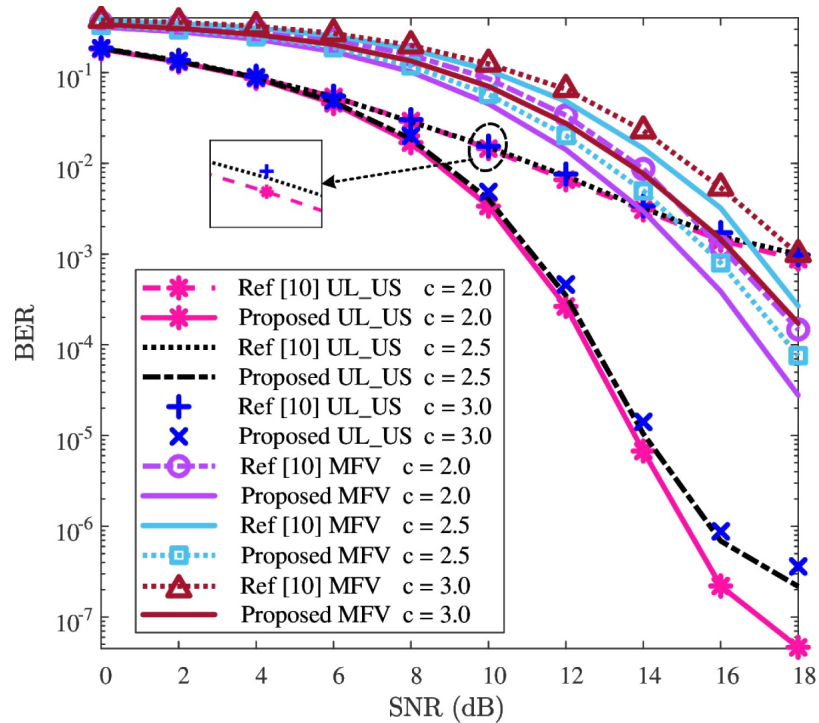 10^-1
10^-2
10^-3
10^-4
10^-5
10^-6
10^-7
BER
Ref [10] UL_US c = 2.0
Proposed UL_US c = 2.0
Ref [10] UL_US c = 2.5
Proposed UL_US c = 2.5
Ref [10] UL_US c = 3.0
Proposed UL_US c = 3.0
Ref [10] MFV c = 2.0
Proposed MFV c = 2.0
Ref [10] MFV c = 2.5
Proposed MFV c = 2.5
Ref [10] MFV c = 3.0
Proposed MFV c = 3.0
0 2 4 6 8 10 12 14 16 18
SNR (dB)